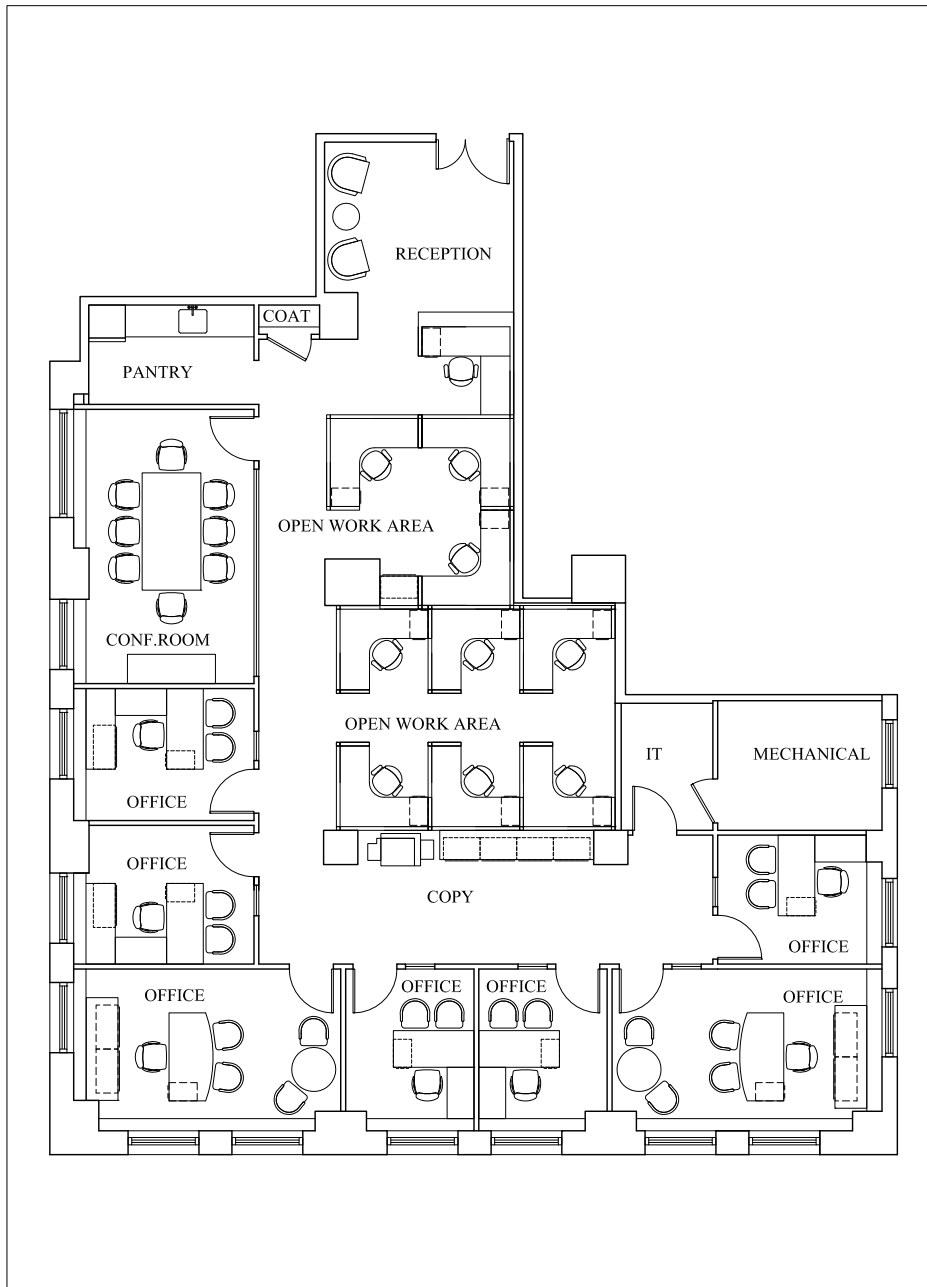 RECEPTION
COAT
PANTRY
OPEN WORK AREA
CONF.ROOM
OPEN WORK AREA
IT
MECHANICAL
OFFICE
OFFICE
COPY
OFFICE
OFFICE
OFFICE
OFFICE
OFFICE